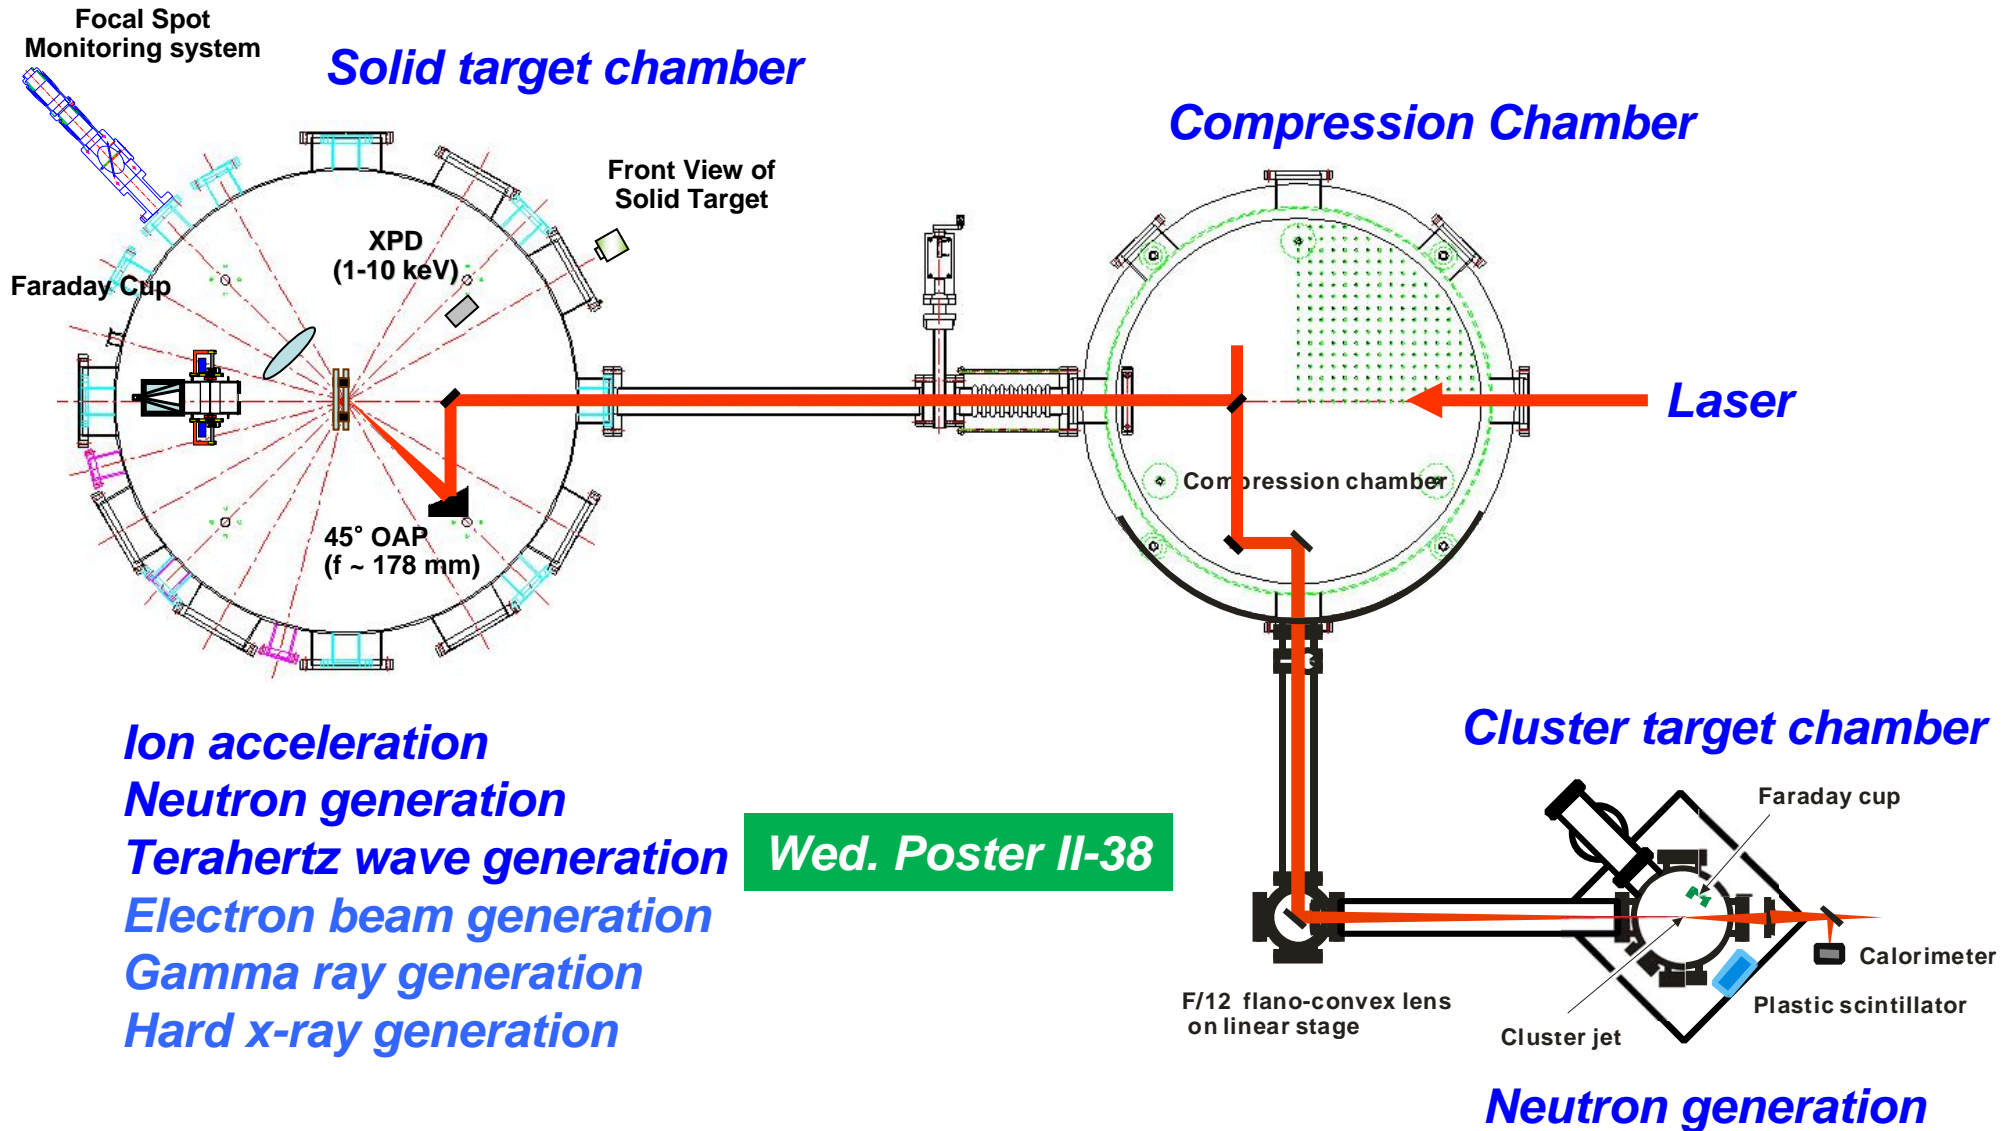 Focal Spot
Monitoring system
Solid target chamber
Compression Chamber
Front View of
Solid Target
XPD
(1-10 keV)
Faraday Cup
Laser
Compression chamber
45° OAP
(f ~ 178 mm)
Ion acceleration
Neutron generation
Terahertz wave generation
Electron beam generation
Gamma ray generation
Hard x-ray generation
Wed. Poster II-38
Cluster target chamber
Faraday cup
Calorimeter
Plastic scintillator
F/12 flano-convex lens
on linear stage
Cluster jet
Neutron generation